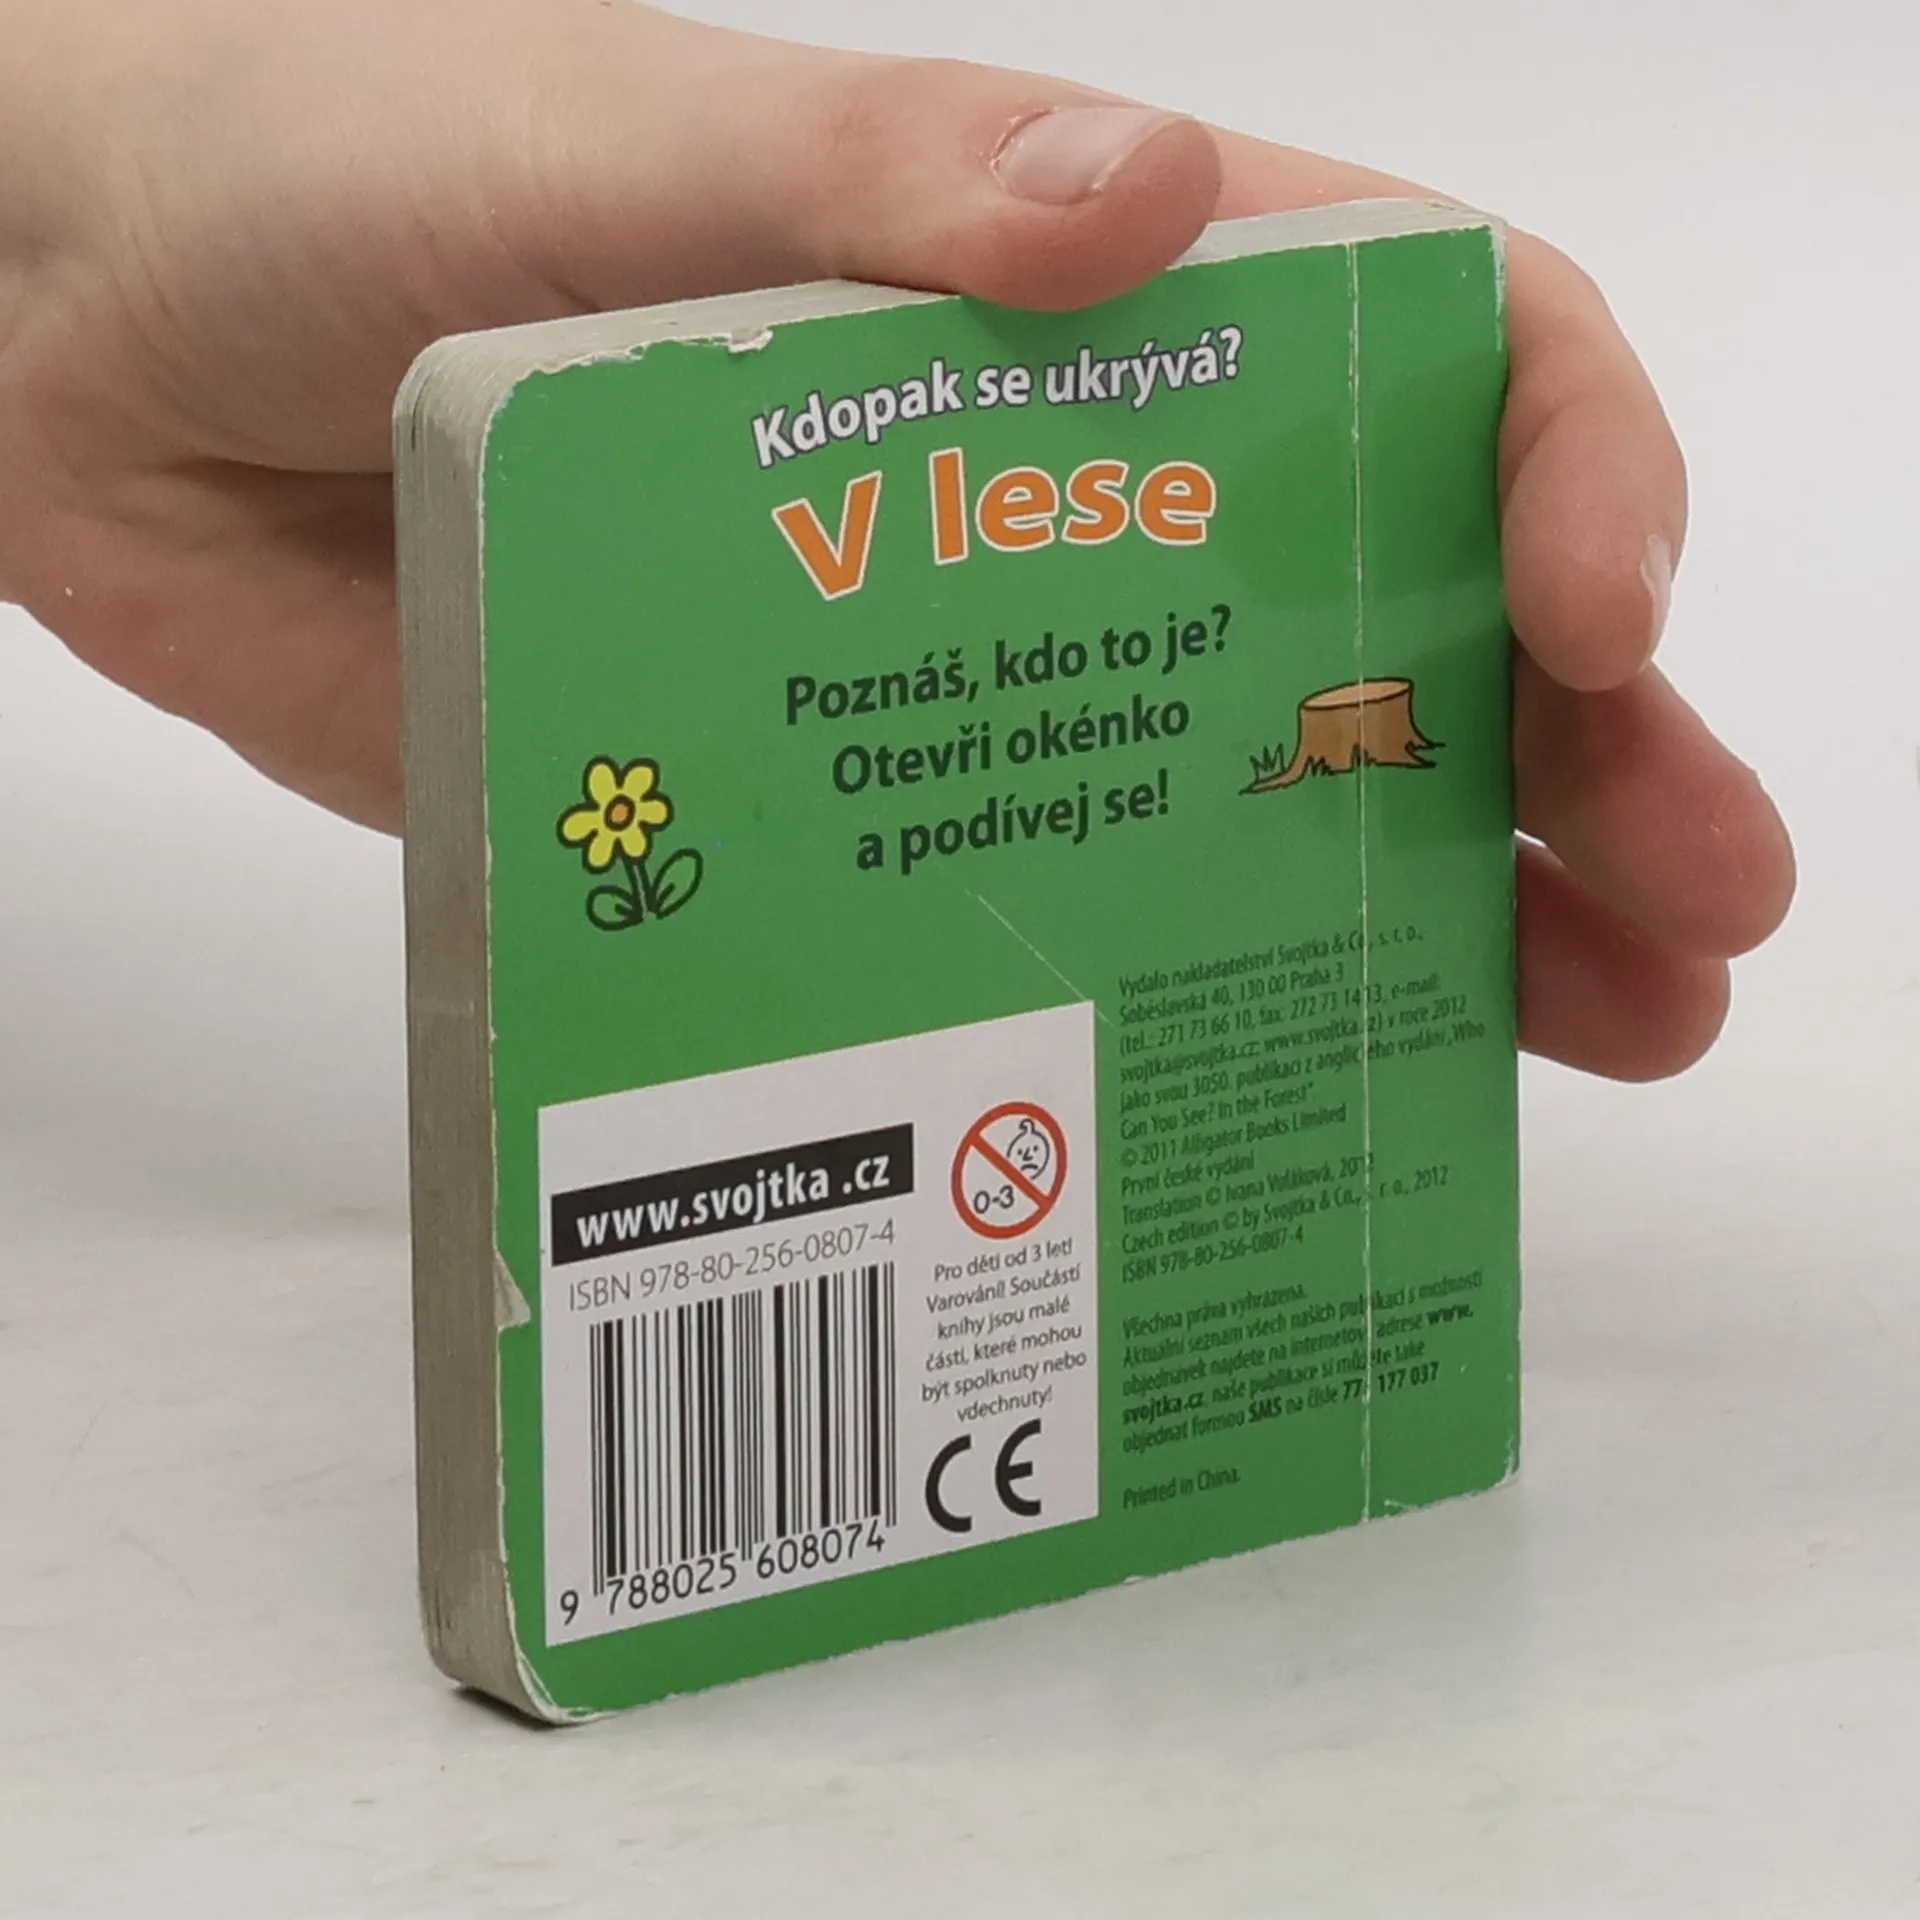 Kdopak se ukrývá?
V lese
Poznáš, kdo to je?
Otevři okénko
a podívej se!
Vydalo nakladatelství Svojtka & Co., s. r. o.,
Soběslavská 40, 130 00 Praha 3
(tel.: 271 73 66 10, fax: 272 73 14 13, e-mail:
svojtka@svojtka.cz; www.svojtka.cz) v roce 2012
jako svou 3050. publikaci z anglického vydání „Who
Can You See? In the Forest“
© 2011 Alligator Books Limited
První české vydání
Translation © Ivana Vuláková, 2012
Czech edition © by Svojtka & Co., s. r. o., 2012
ISBN 978-80-256-0807-4
Všechna práva vyhrazena.
Aktuální seznam všech našich publikací s možností
objednávek najdete na internetové adrese www.
svojtka.cz, naše publikace si můžete také
objednat formou SMS na čísle 177 037
Printed in China.
www.svojtka.cz
ISBN 978-80-256-0807-4
9 788025 608074
0-3
Pro děti od 3 let!
Varování! Součástí
knihy jsou malé
části, které mohou
být spolknuty nebo
vdechnuty!
CE